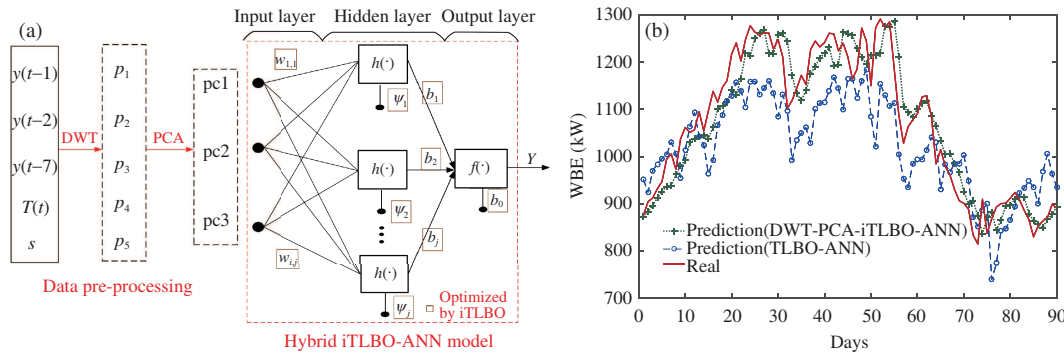 (a)
Input layer
Hidden layer
Output layer
y(t−1)
y(t−2)
y(t−7)
T(t)
s
DWT
p1
p2
p3
p4
p5
PCA
pc1
pc2
pc3
w1,1
wi,j
h(·)
ψ1
h(·)
ψ2
h(·)
ψj
b1
b2
bj
f(·)
b0
Y
Data pre-processing
Optimized
by iTLBO
Hybrid iTLBO-ANN model
(b)
WBE (kW)
1300
1200
1100
1000
900
800
700
Prediction(DWT-PCA-iTLBO-ANN)
Prediction(TLBO-ANN)
Real
0 10 20 30 40 50 60 70 80 90
Days